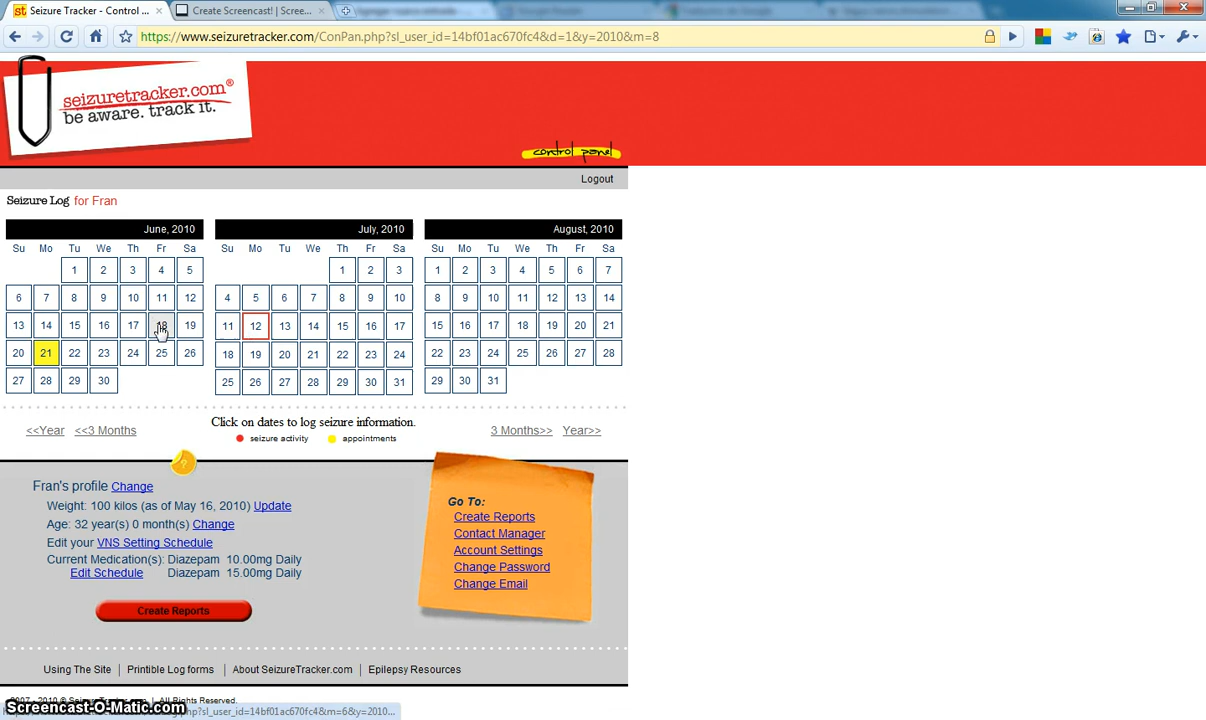 Seizure Tracker - Control ...
Create Screencast! | Scree...
https://www.seizuretracker.com/ConPan.php?sl_user_id=14bf01ac670fc4&d=1&y=2010&m=8
seizuretracker.com®
be aware. track it.
control panel
Logout
Seizure Log for Fran
June, 2010 July, 2010 August, 2010
Su Mo Tu We Th Fr Sa Su Mo Tu We Th Fr Sa Su Mo Tu We Th Fr Sa
1 2 3 4 5 1 2 3 1 2 3 4 5 6 7
6 7 8 9 10 11 12 4 5 6 7 8 9 10 8 9 10 11 12 13 14
13 14 15 16 17 18 19 11 12 13 14 15 16 17 15 16 17 18 19 20 21
20 21 22 23 24 25 26 18 19 20 21 22 23 24 22 23 24 25 26 27 28
27 28 29 30 25 26 27 28 29 30 31 29 30 31
Click on dates to log seizure information.
<<Year <<3 Months seizure activity appointments 3 Months>> Year>>
Fran's profile Change
Weight: 100 kilos (as of May 16, 2010) Update
Age: 32 year(s) 0 month(s) Change
Edit your VNS Setting Schedule
Current Medication(s): Diazepam 10.00mg Daily
Edit Schedule Diazepam 15.00mg Daily
Create Reports
Go To:
Create Reports
Contact Manager
Account Settings
Change Password
Change Email
Using The Site | Printible Log forms | About SeizureTracker.com | Epilepsy Resources
All Rights Reserved.
Screencast-O-Matic.com
sl_user_id=14bf01ac670fc4&m=6&y=2010...